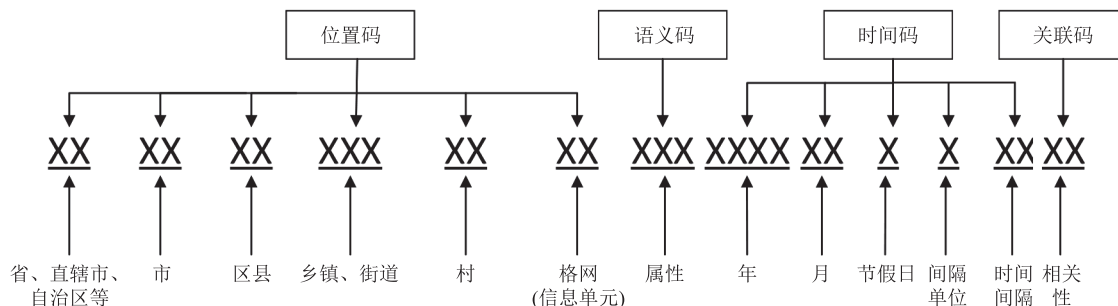 位置码 语义码 时间码 关联码
XX XX XX XXX XX XX XXX XXXX XX X X XX XX
省、直辖市、 市 区县 乡镇、街道 村 格网 属性 年 月 节假日 间隔 时间 相关
自治区等 (信息单元) 单位 间隔 性